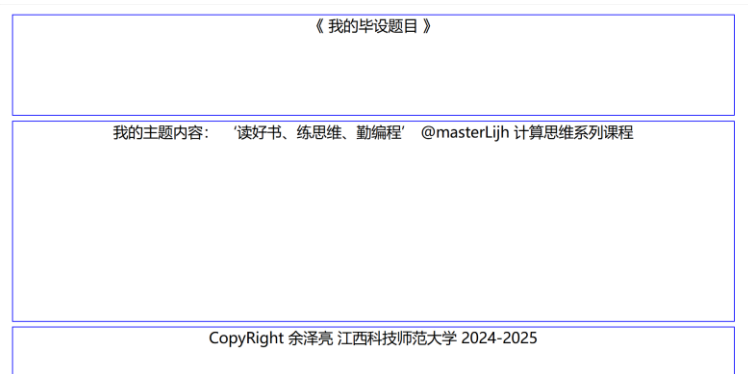 《 我的毕设题目 》
我的主题内容： ‘读好书、练思维、勤编程’ @masterLijh 计算思维系列课程
CopyRight 余泽亮 江西科技师范大学 2024-2025